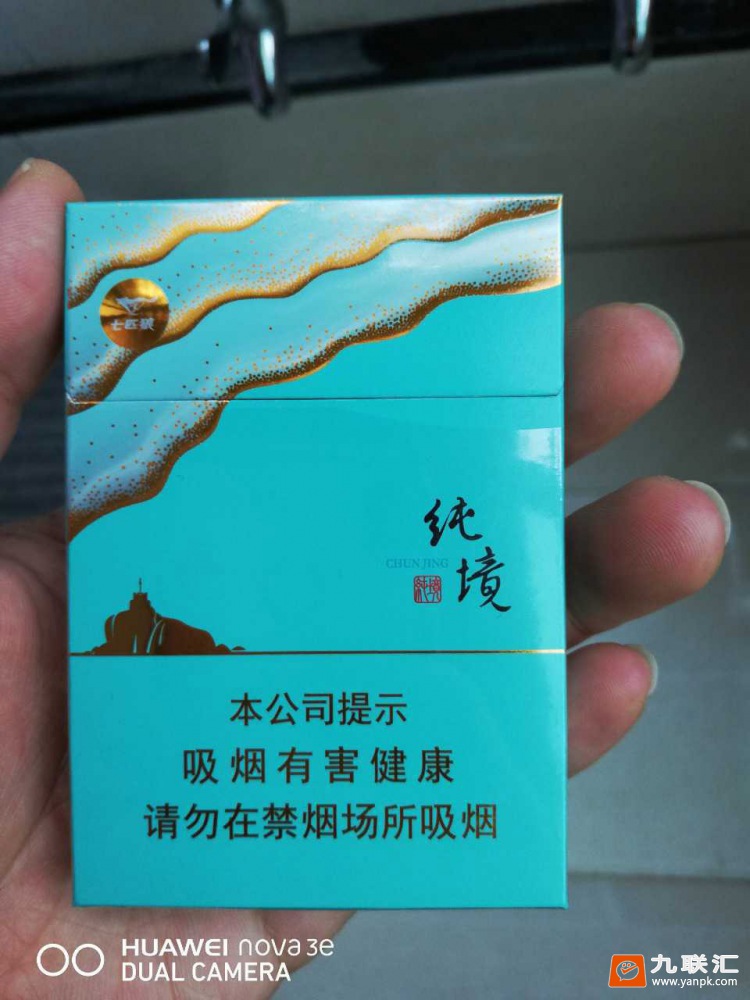 七匹狼
纯境
CHUN JING
纯境
本公司提示
吸烟有害健康
请勿在禁烟场所吸烟
HUAWEI nova 3e
DUAL CAMERA
九联汇
www.yanpk.com